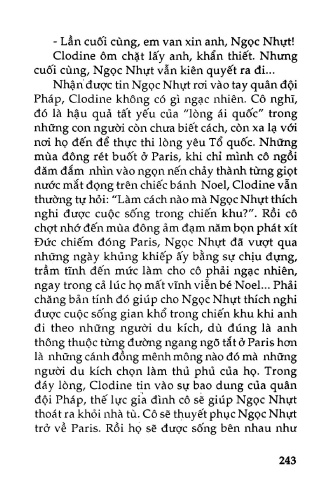 - Lần cuối cùng, em van xin anh, Ngọc Nhựt!
Clodine ôm chặt lấy anh, khẩn thiết. Nhưng
cuối cùng, Ngọc Nhựt vẫn kiên quyết ra đi...
Nhận được tin Ngọc Nhựt rơi vào tay quân đội
Pháp, Clodine không có gì ngạc nhiên. Cô nghĩ,
đó là hậu quả tất yếu của "lòng ái quốc" trong
những con người còn chưa biết cách, còn xa lạ với
nơi họ đến để thực thi lòng yêu Tổ quốc. Những
mùa đông rét buốt ở Paris, khi chỉ mình cô ngồi
đăm đắm nhìn vào ngọn nến chảy thành từng giọt
nước mắt đọng trên chiếc bánh Noel, Clodine vẫn
thường tự hỏi: "Làm cách nào mà Ngọc Nhựt thích
nghi được cuộc sống trong chiến khu?". Rồi cô
chợt nhớ đến mùa đông ảm đạm năm bọn phát xít
Đức chiếm đóng Paris, Ngọc Nhựt đã vượt qua
những ngày khủng khiếp ấy bằng sự chịu đựng,
trầm tĩnh đến mức làm cho cô phải ngạc nhiên,
ngay trong cả lúc họ mất vĩnh viễn bé Noel... Phải
chăng bản tính đó giúp cho Ngọc Nhựt thích nghi
được cuộc sống gian khổ trong chiến khu khi anh
đi theo những người du kích, dù đúng là anh
thông thuộc từng đường ngang ngõ tắt ở Paris hơn
là những cánh đồng mênh mông nào đó mà những
người du kích chọn làm thủ phủ của họ. Trong
đáy lòng, Clodine tin vào sự bao dung của quân
đội Pháp, thế lực gia đình cô sẽ giúp Ngọc Nhựt
thoát ra khỏi nhà tù. Cô sẽ thuyết phục Ngọc Nhựt
trở về Paris. Rồi họ sẽ được sống bên nhau như
243